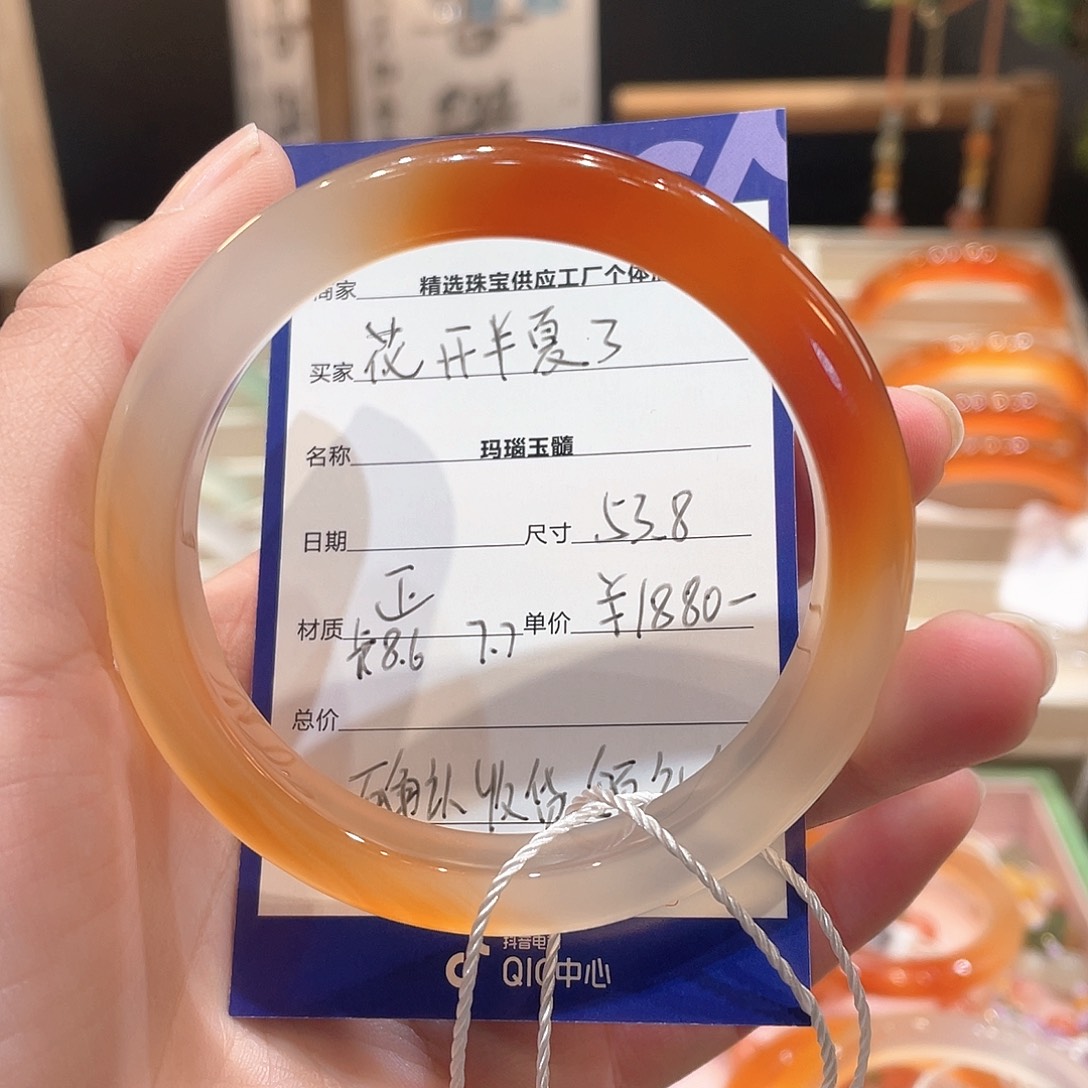 商家 精选珠宝供应工厂个体
买家 花开半夏了
名称 玛瑙玉髓
日期 尺寸 53.8
材质 正 单价 ¥1880-
8.6 7.7
总价
确认收货
抖音电
QIC中心